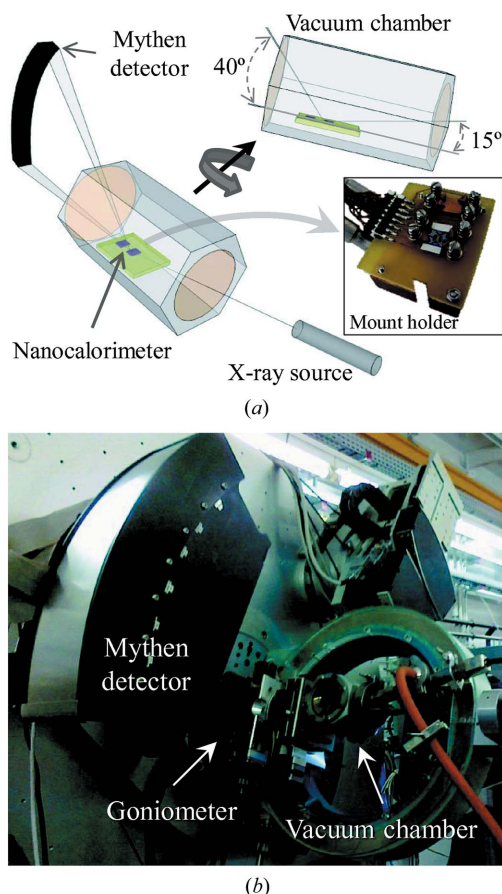 Vacuum chamber
Mythen
detector
40º
15º
Mount holder
Nanocalorimeter
X-ray source
(a)
Mythen
detector
Goniometer
Vacuum chamber
(b)